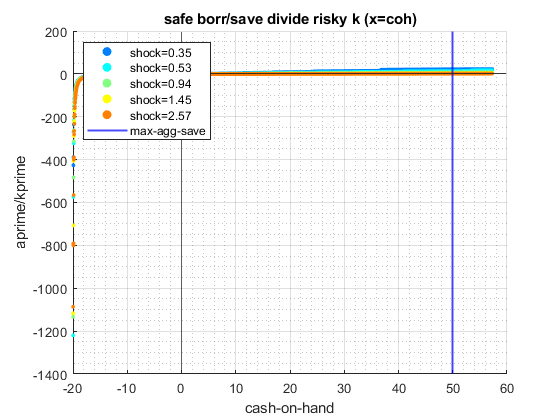 safe borr/save divide risky k (x=coh)
200
0
-200
-400
-600
-800
-1000
-1200
-1400
aprime/kprime
shock=0.35
shock=0.53
shock=0.94
shock=1.45
shock=2.57
max-agg-save
-20
-10
0
10
20
30
40
50
60
cash-on-hand